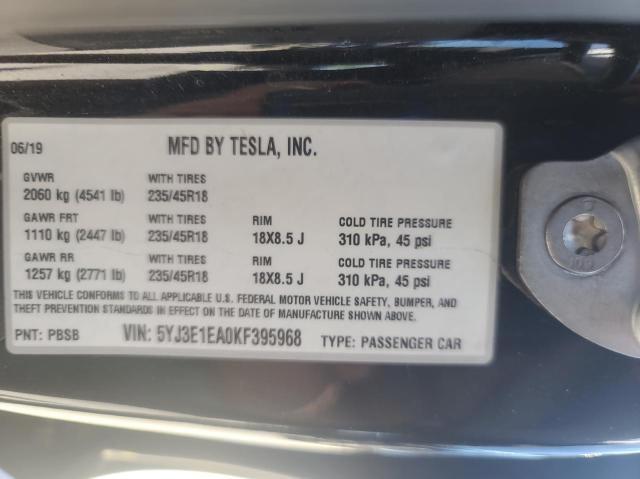 06/19 MFD BY TESLA, INC.
GVWR WITH TIRES
2060 kg (4541 lb) 235/45R18
GAWR FRT WITH TIRES RIM COLD TIRE PRESSURE
1110 kg (2447 lb) 235/45R18 18X8.5 J 310 kPa, 45 psi
GAWR RR WITH TIRES RIM COLD TIRE PRESSURE
1257 kg (2771 lb) 235/45R18 18X8.5 J 310 kPa, 45 psi
THIS VEHICLE CONFORMS TO ALL APPLICABLE U.S. FEDERAL MOTOR VEHICLE SAFETY, BUMPER, AND
THEFT PREVENTION STANDARDS IN EFFECT ON THE DATE OF MANUFACTURE SHOWN ABOVE.
PNT: PBSB VIN: 5YJ3E1EA0KF395968 TYPE: PASSENGER CAR